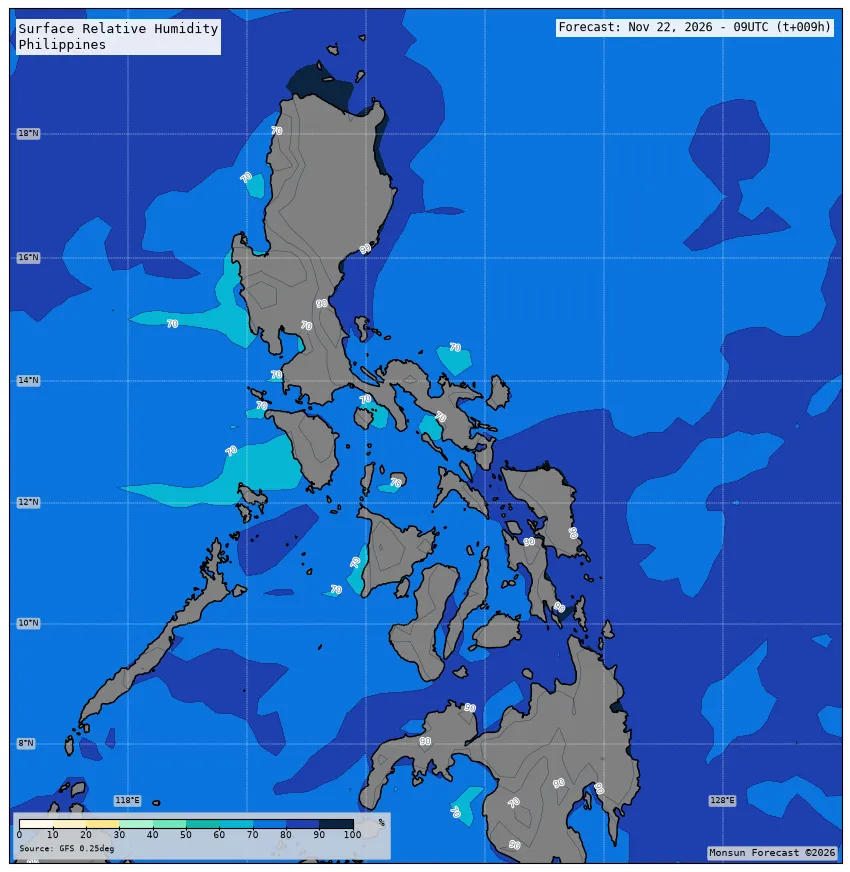 Surface Relative Humidity
Philippines
Forecast: Nov 22, 2026 - 09UTC (t+009h)
70
18°N
70
90
16°N
90
70
70
70
14°N
70
70
70
70
70
70
12°N
90
90
70
70
90
10°N
90
90
8°N
90
90
118°E
70
128°E
70
90
0 10 20 30 40 50 60 70 80 90 100 %
Source: GFS 0.25deg
Monsun Forecast ©2026